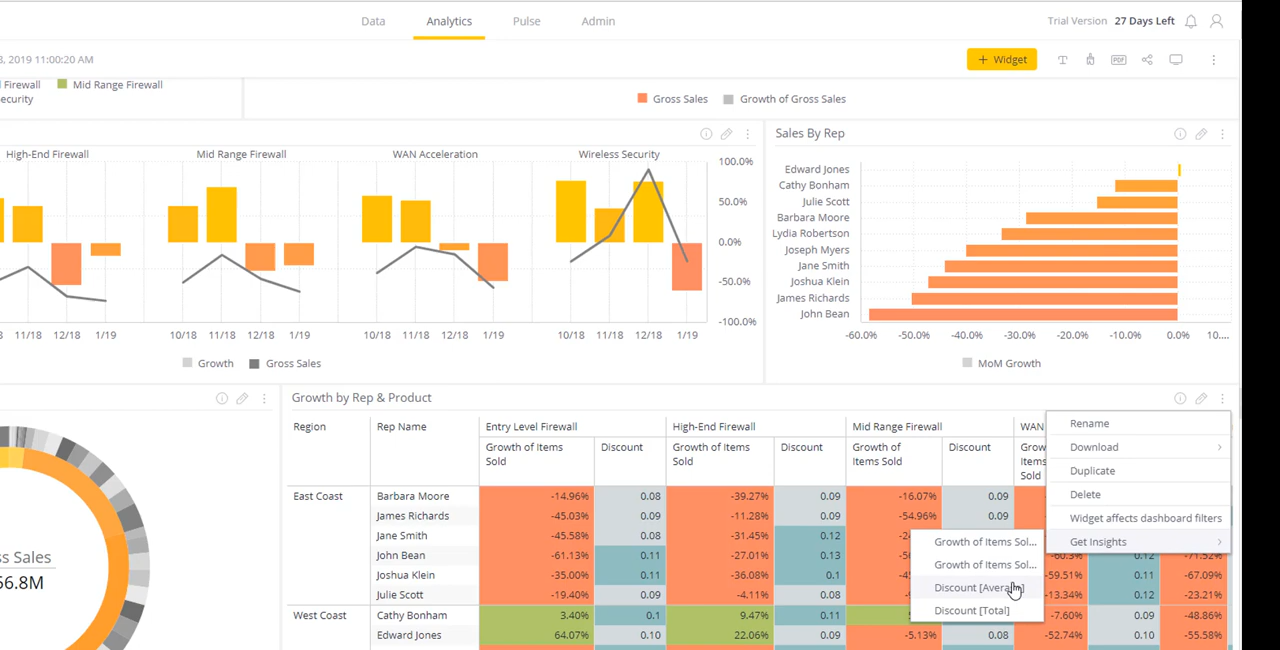 Data Analytics Pulse Admin
Trial Version 27 Days Left
, 2019 11:00:20 AM
+ Widget
PDF
Firewall Mid Range Firewall
ecurity
Gross Sales Growth of Gross Sales
High-End Firewall Mid Range Firewall WAN Acceleration Wireless Security
100.0%
50.0%
0.0%
-50.0%
-100.0%
11/18 12/18 1/19 10/18 11/18 12/18 1/19 10/18 11/18 12/18 1/19 10/18 11/18 12/18 1/19
Growth Gross Sales
Sales By Rep
Edward Jones
Cathy Bonham
Julie Scott
Barbara Moore
Lydia Robertson
Joseph Myers
Jane Smith
Joshua Klein
James Richards
John Bean
-60.0% -50.0% -40.0% -30.0% -20.0% -10.0% 0.0% 10....
MoM Growth
ss Sales
56.8M
Growth by Rep & Product
Region Rep Name Entry Level Firewall High-End Firewall Mid Range Firewall WAN
Growth of Items Sold Discount Growth of Items Sold Discount Growth of Items Sold Discount Grow Items Sold
East Coast Barbara Moore -14.96% 0.08 -39.27% 0.09 -16.07% 0.09
James Richards -45.03% 0.09 -11.28% 0.09 -54.96% 0.09
Jane Smith -45.58% 0.08 -31.45% 0.12
John Bean -61.13% 0.11 -27.01% 0.13 -60.3% 0.12 -71.52%
Joshua Klein -35.00% 0.11 -36.08% 0.1 -59.51% 0.11 -67.09%
Julie Scott -19.40% 0.09 -4.11% 0.08 -13.34% 0.12 -23.21%
West Coast Cathy Bonham 3.40% 0.1 9.47% 0.11 -7.60% 0.09 -48.86%
Edward Jones 64.07% 0.10 22.06% 0.09 -5.13% 0.08 -52.74% 0.10 -55.58%
Rename
Download
Duplicate
Delete
Widget affects dashboard filters
Get Insights
Growth of Items Sol...
Growth of Items Sol...
Discount [Average]
Discount [Total]